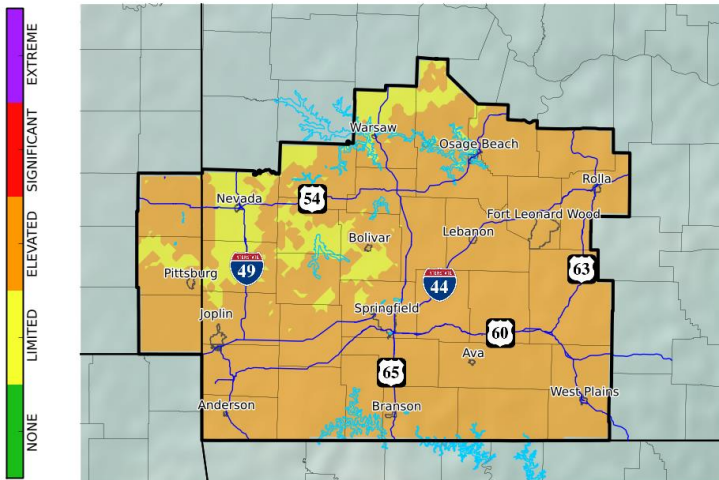 EXTREME
SIGNIFICANT
ELEVATED
LIMITED
NONE
Warsaw
Osage Beach
Rolla
Nevada
54
Fort Leonard Wood
Bolivar
Lebanon
Pittsburg
49
44
63
Joplin
Springfield
60
Ava
65
West Plains
Anderson
Branson